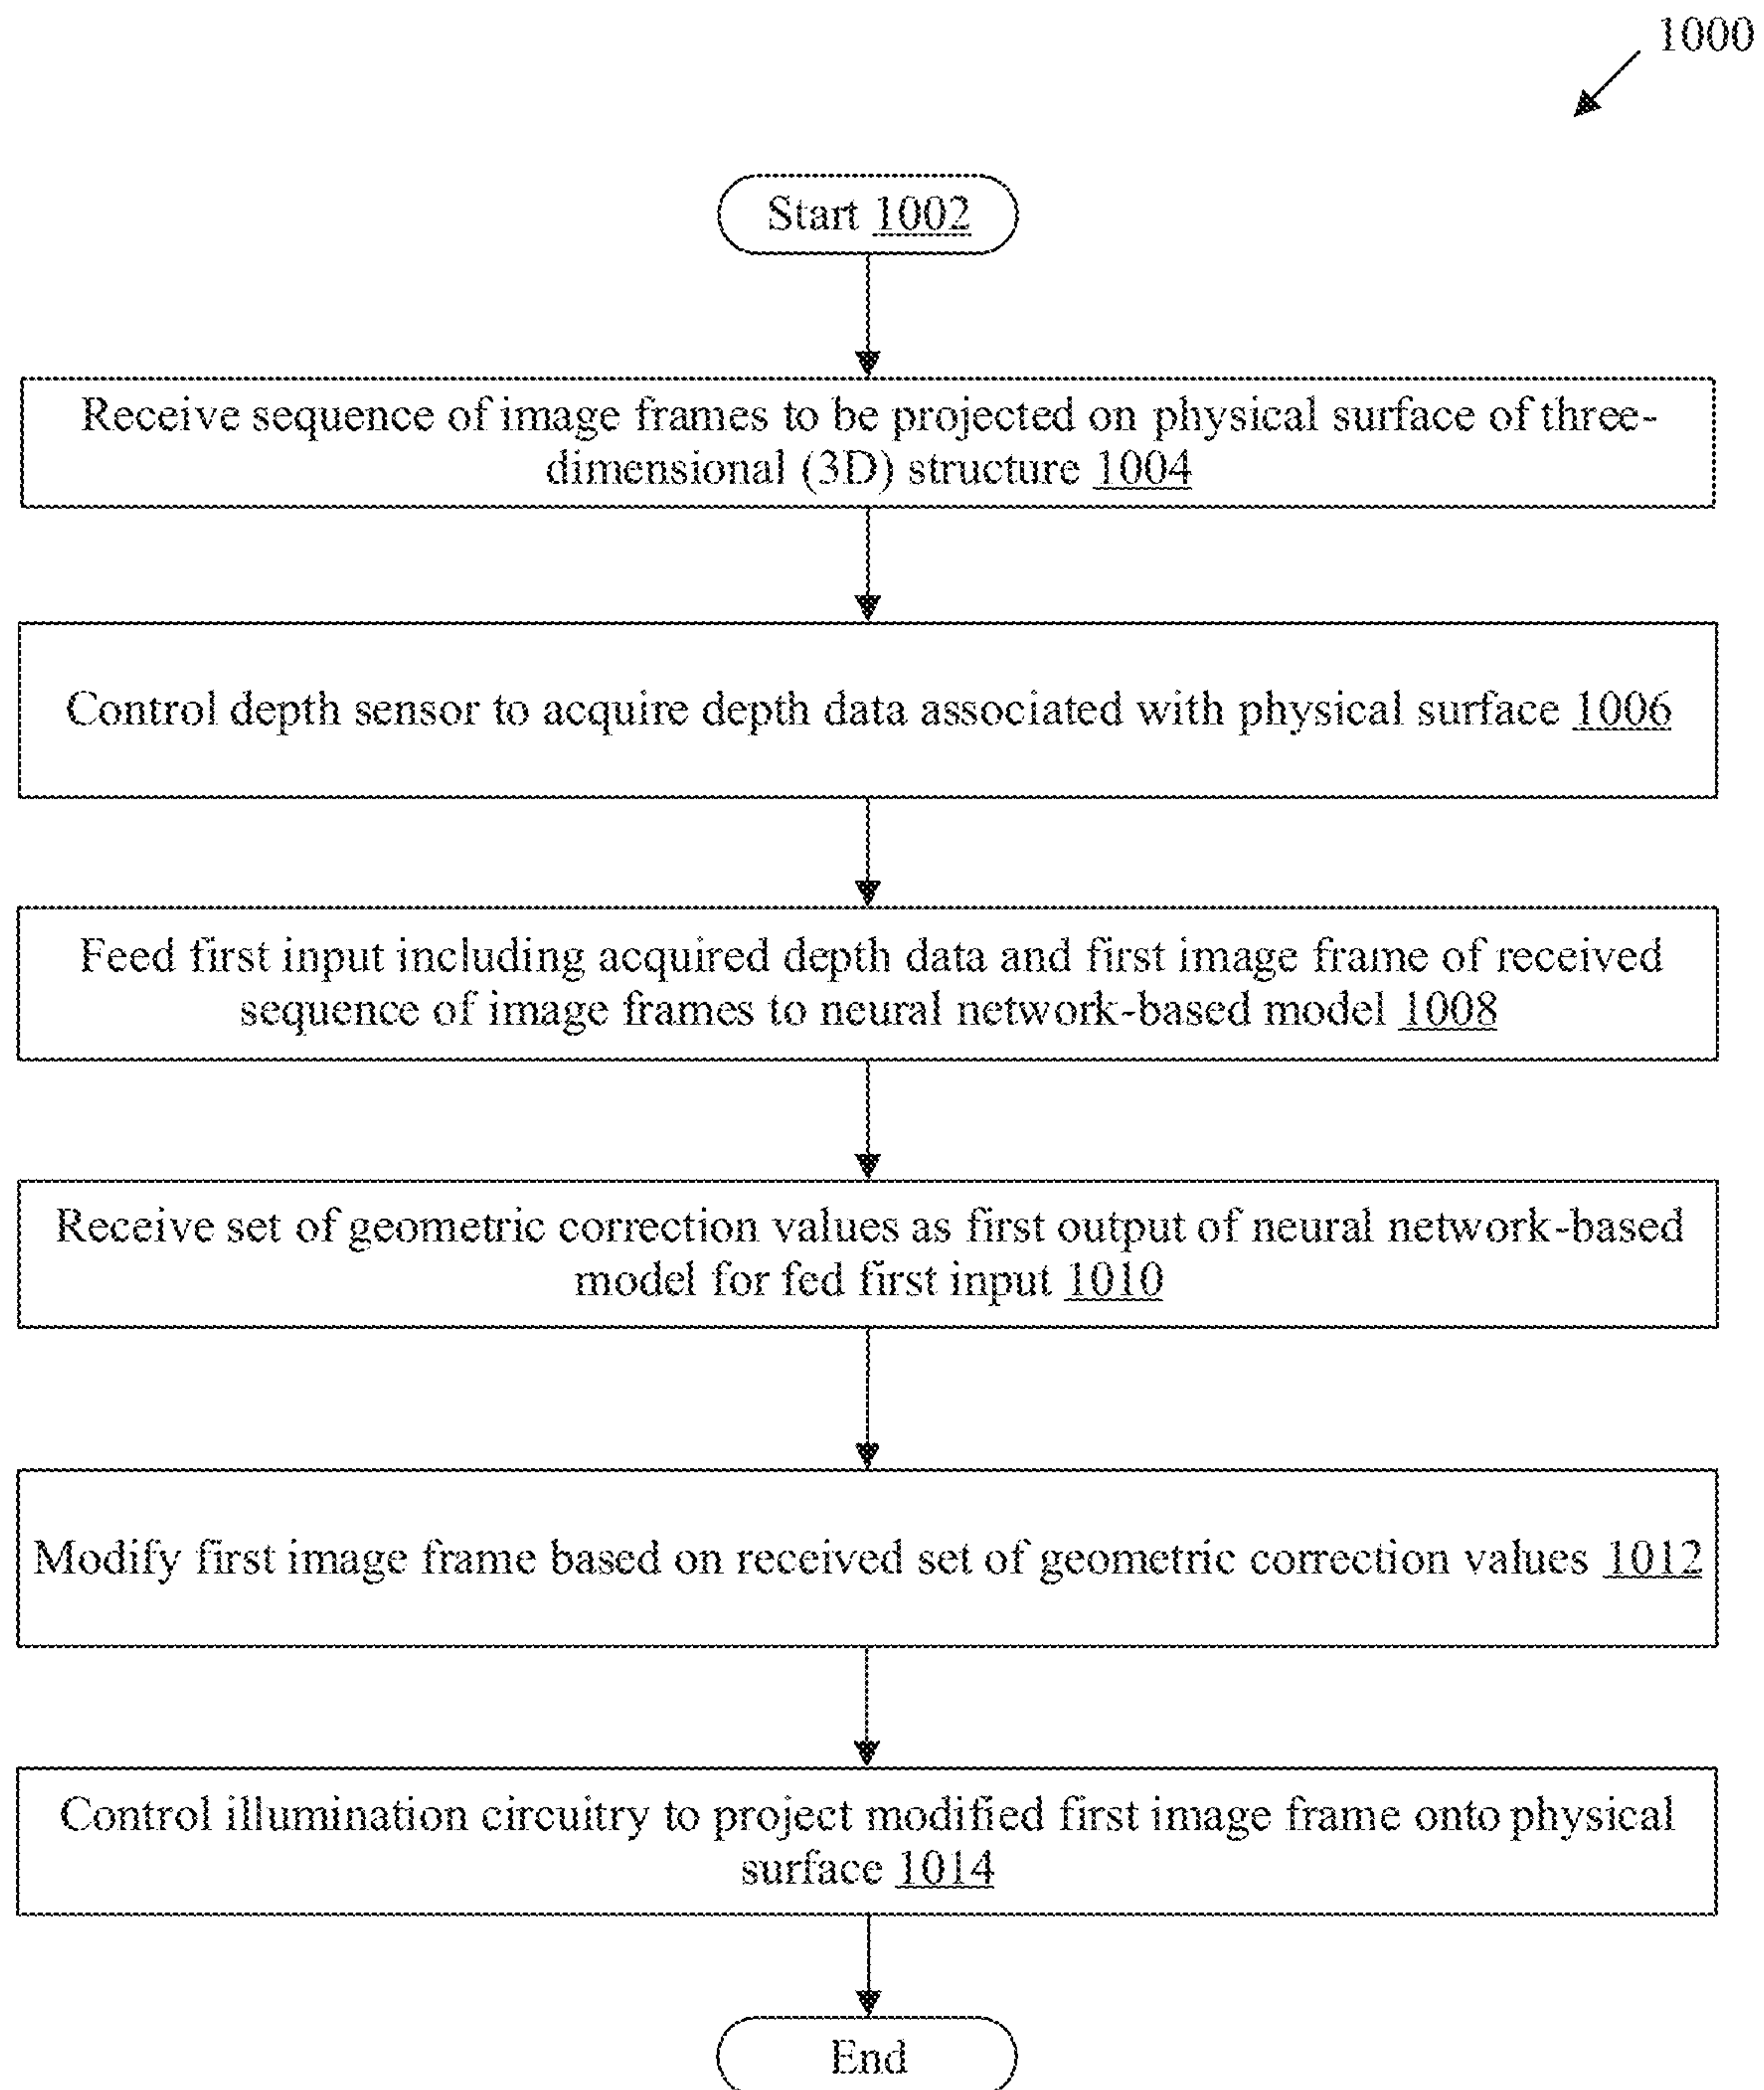 1000
Start 1002
Receive sequence of image frames to be projected on physical surface of three-
dimensional (3D) structure 1004
Control depth sensor to acquire depth data associated with physical surface 1006
Feed first input including acquired depth data and first image frame of received
sequence of image frames to neural network-based model 1008
Receive set of geometric correction values as first output of neural network-based
model for fed first input 1010
Modify first image frame based on received set of geometric correction values 1012
Control illumination circuitry to project modified first image frame onto physical
surface 1014
End